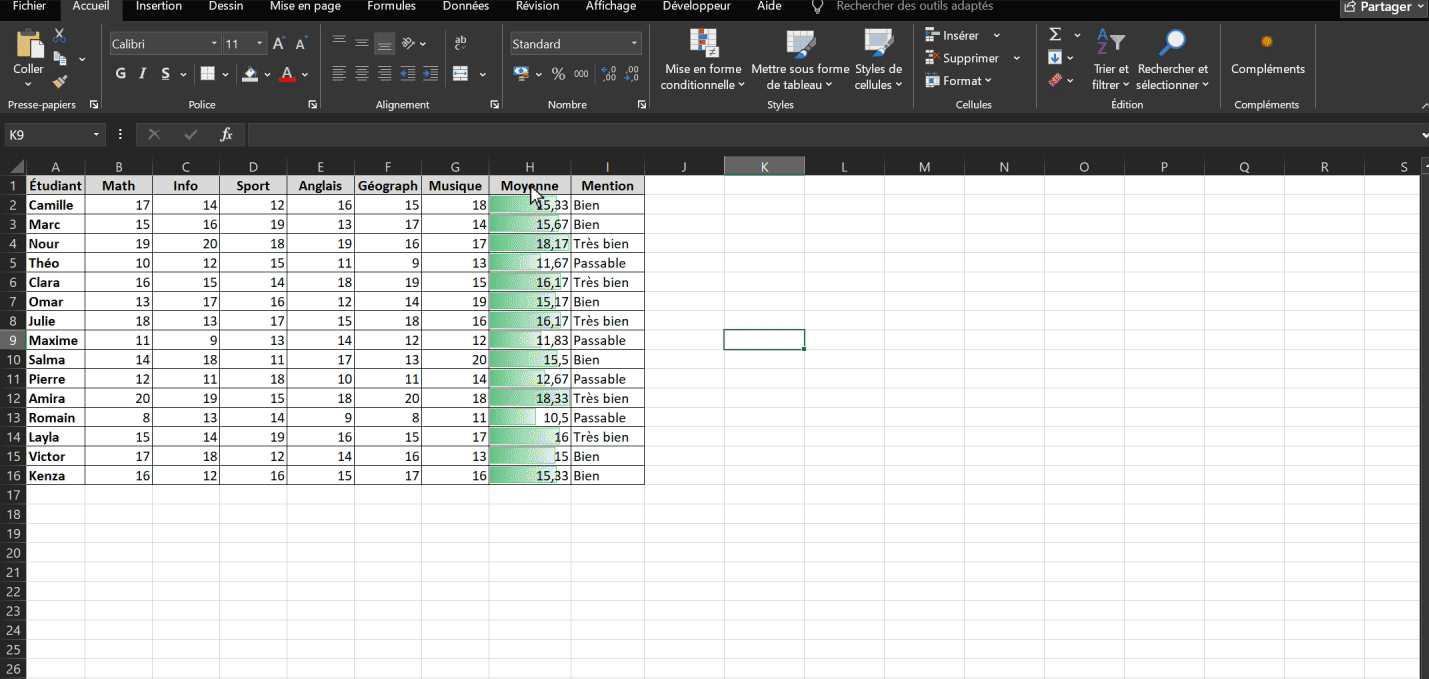 Fichier Accueil Insertion Dessin Mise en page Formules Données Révision Affichage Développeur Aide Rechercher des outils adaptés Partager
Coller
Presse-papiers
Calibri 11
G I S A
Police
ab
Alignement
Standard
% 000 ,00
Nombre
Mise en forme conditionnelle
Mettre sous forme de tableau
Styles de cellules
Styles
Insérer
Supprimer
Format
Cellules
Σ
Trier et filtrer
Rechercher et sélectionner
Édition
Compléments
Compléments
K9 fx
A B C D E F G H I J K L M N O P Q R S
1 Étudiant Math Info Sport Anglais Géograph Musique Moyenne Mention
2 Camille 17 14 12 16 15 18 15,33 Bien
3 Marc 15 16 19 13 17 14 15,67 Bien
4 Nour 19 20 18 19 16 17 18,17 Très bien
5 Théo 10 12 15 11 9 13 11,67 Passable
6 Clara 16 15 14 18 19 15 16,17 Très bien
7 Omar 13 17 16 12 14 19 15,17 Bien
8 Julie 18 13 17 15 18 16 16,17 Très bien
9 Maxime 11 9 13 14 12 12 11,83 Passable
10 Salma 14 18 11 17 13 20 15,5 Bien
11 Pierre 12 11 18 10 11 14 12,67 Passable
12 Amira 20 19 15 18 20 18 18,33 Très bien
13 Romain 8 13 14 9 8 11 10,5 Passable
14 Layla 15 14 19 16 15 17 16 Très bien
15 Victor 17 18 12 14 16 13 15 Bien
16 Kenza 16 12 16 15 17 16 15,33 Bien
17
18
19
20
21
22
23
24
25
26